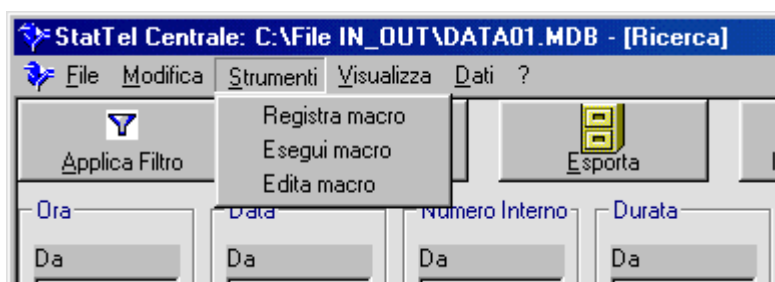 StatTel Centrale: C:\File IN_OUT\DATA01.MDB - [Ricerca]
File Modifica Strumenti Visualizza Dati ?
Registra macro
Esegui macro
Edita macro
Applica Filtro Esporta
Ora Data Numero Interno Durata
Da Da Da Da